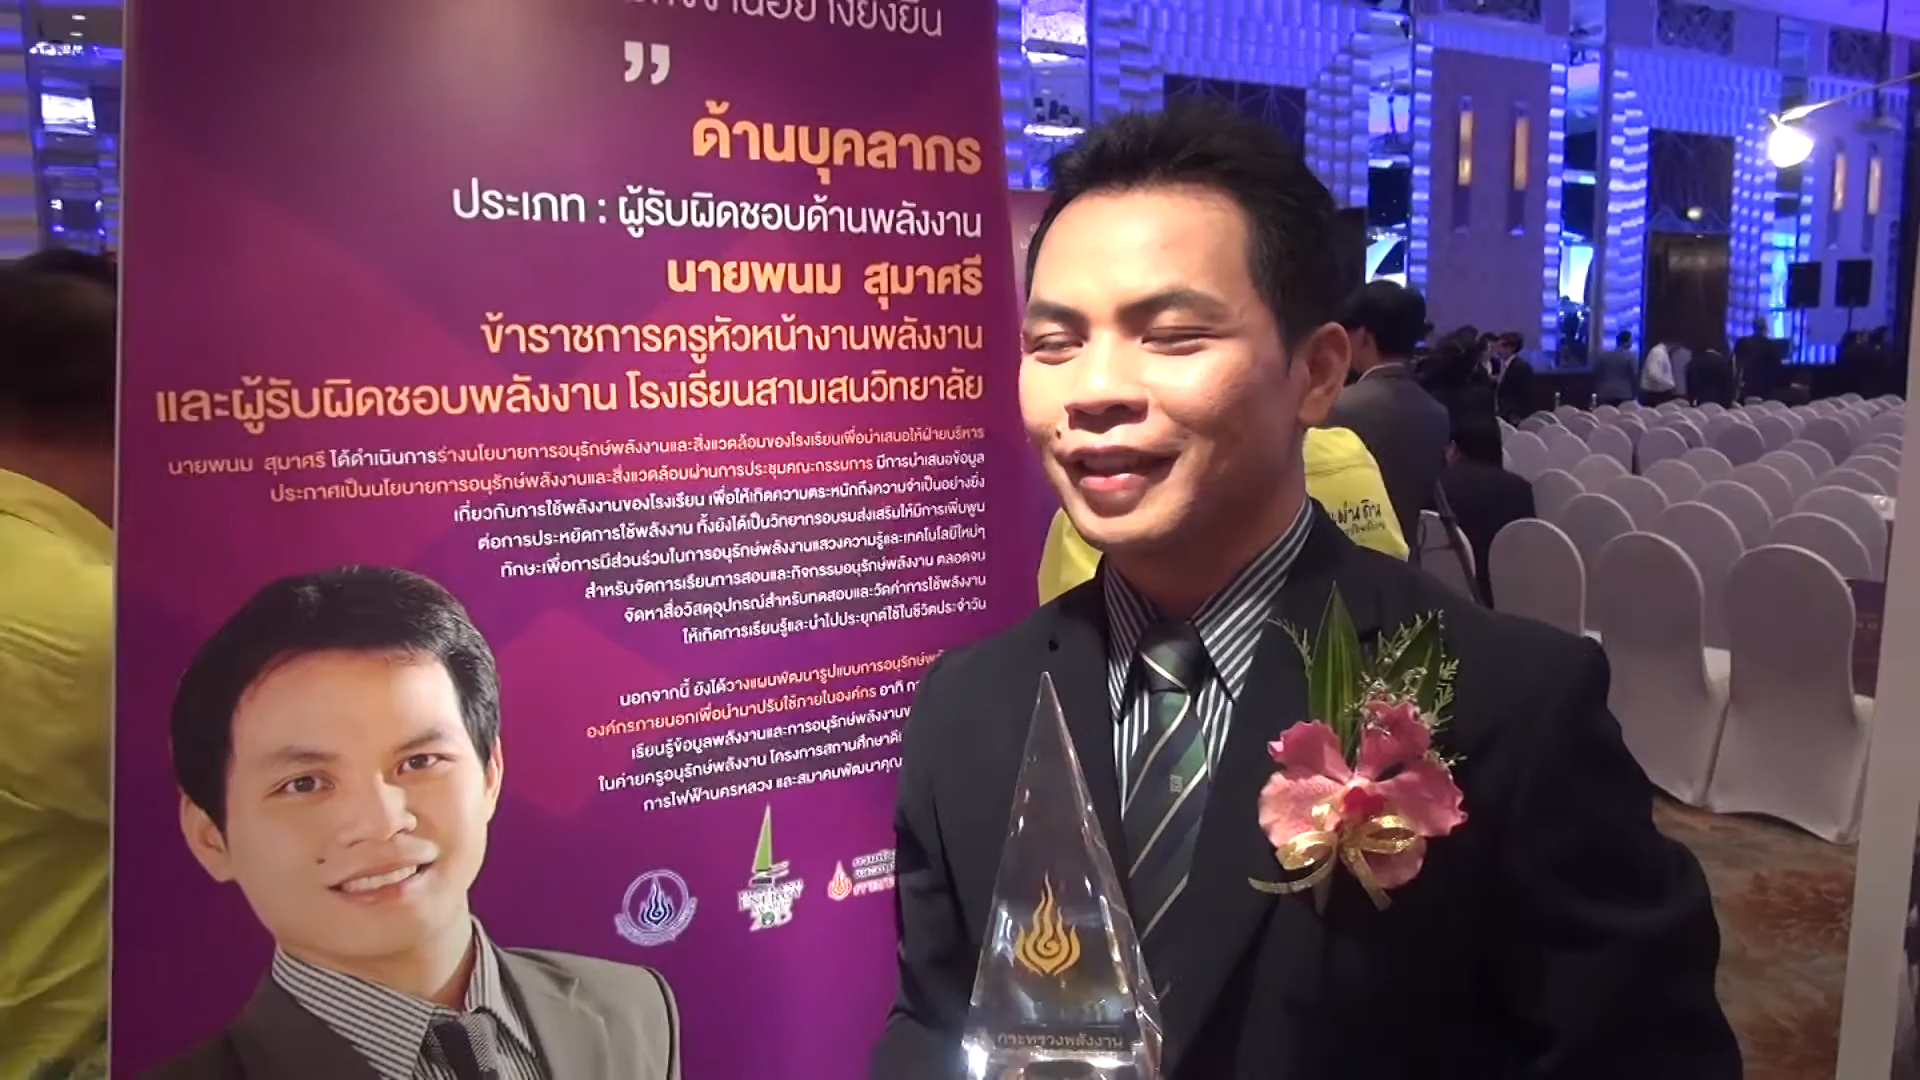 อย่างยั่งยืน
”
ด้านบุคลากร
ประเภท : ผู้รับผิดชอบด้านพลังงาน
นายพนม สุมาศรี
ข้าราชการครูหัวหน้างานพลังงาน
และผู้รับผิดชอบพลังงาน โรงเรียนสามเสนวิทยาลัย
นายพนม สุมาศรี ได้ดำเนินการร่างนโยบายการอนุรักษ์พลังงานและสิ่งแวดล้อมของโรงเรียนเพื่อนำเสนอให้ฝ่ายบริหาร
ประกาศเป็นนโยบายการอนุรักษ์พลังงานและสิ่งแวดล้อมผ่านการประชุมคณะกรรมการ มีการนำเสนอข้อมูล
เกี่ยวกับการใช้พลังงานของโรงเรียน เพื่อให้เกิดความตระหนักถึงความจำเป็นอย่างยิ่ง
ต่อการประหยัดการใช้พลังงาน ทั้งยังได้เป็นวิทยากรอบรมส่งเสริมให้มีการเพิ่มพูน
ทักษะเพื่อการมีส่วนร่วมในการอนุรักษ์พลังงานแสวงความรู้และเทคโนโลยีใหม่ๆ
สำหรับจัดการเรียนการสอนและกิจกรรมอนุรักษ์พลังงาน ตลอดจน
จัดหาสื่อวัสดุอุปกรณ์สำหรับทดสอบและวัดค่าการใช้พลังงาน
ให้เกิดการเรียนรู้และนำไปประยุกต์ใช้ในชีวิตประจำวัน
นอกจากนี้ ยังได้วางแผนพัฒนารูปแบบการอนุรักษ์
องค์กรภายนอกเพื่อนำมาปรับใช้ภายในองค์กร อาทิ
เรียนรู้ข้อมูลพลังงานและการอนุรักษ์พลังงาน
ในค่ายครูอนุรักษ์พลังงาน โครงการสถานศึกษา
การไฟฟ้านครหลวง และสมาคมพัฒนาคุณ
กระทรวงพลังงาน